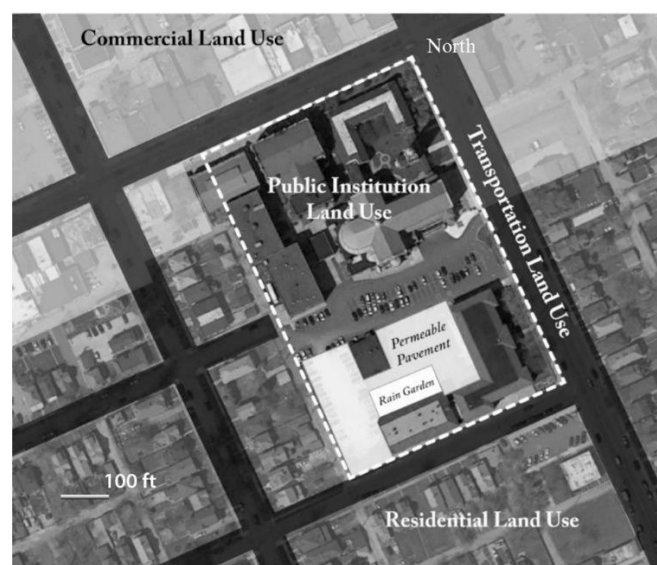 Commercial Land Use
North
Public Institution
Land Use
Transportation Land Use
Permeable
Pavement
Rain Garden
100 ft
Residential Land Use